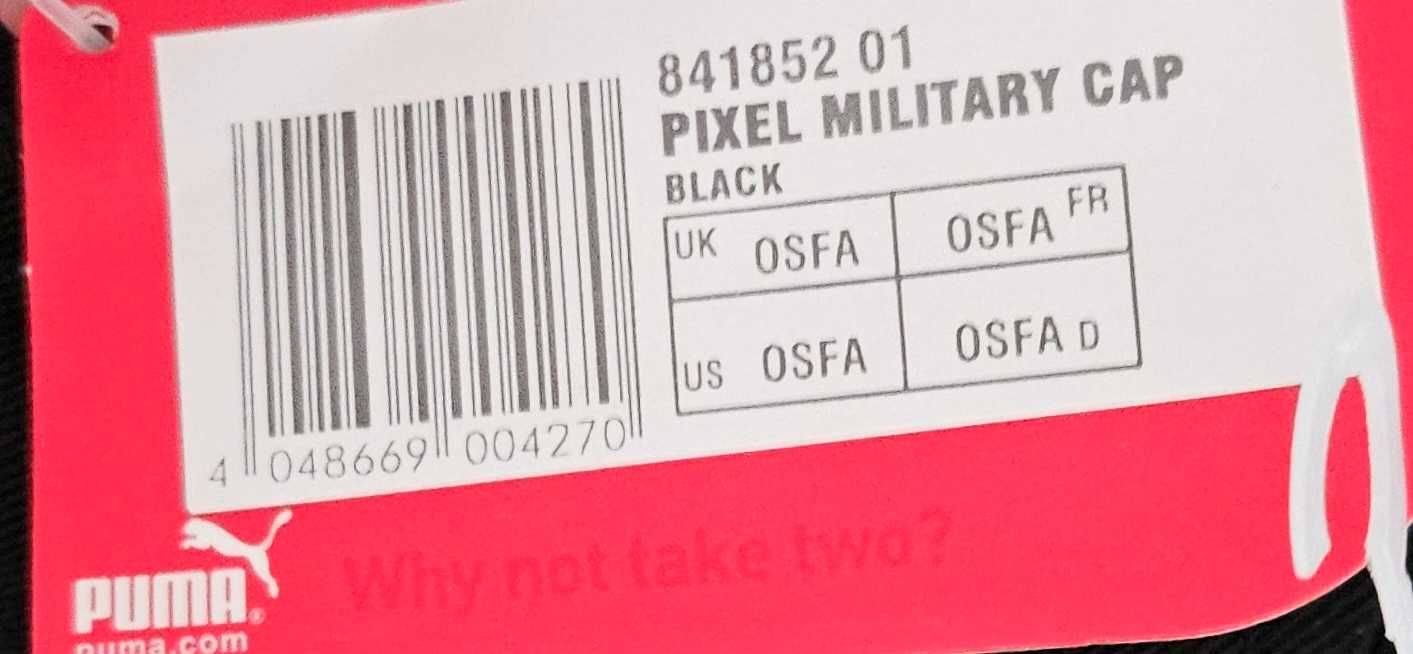 841852 01
PIXEL MILITARY CAP
BLACK
UK OSFA OSFA FR
US OSFA OSFA D
4 048669 004270
Why not take two?
PUMA®
puma.com